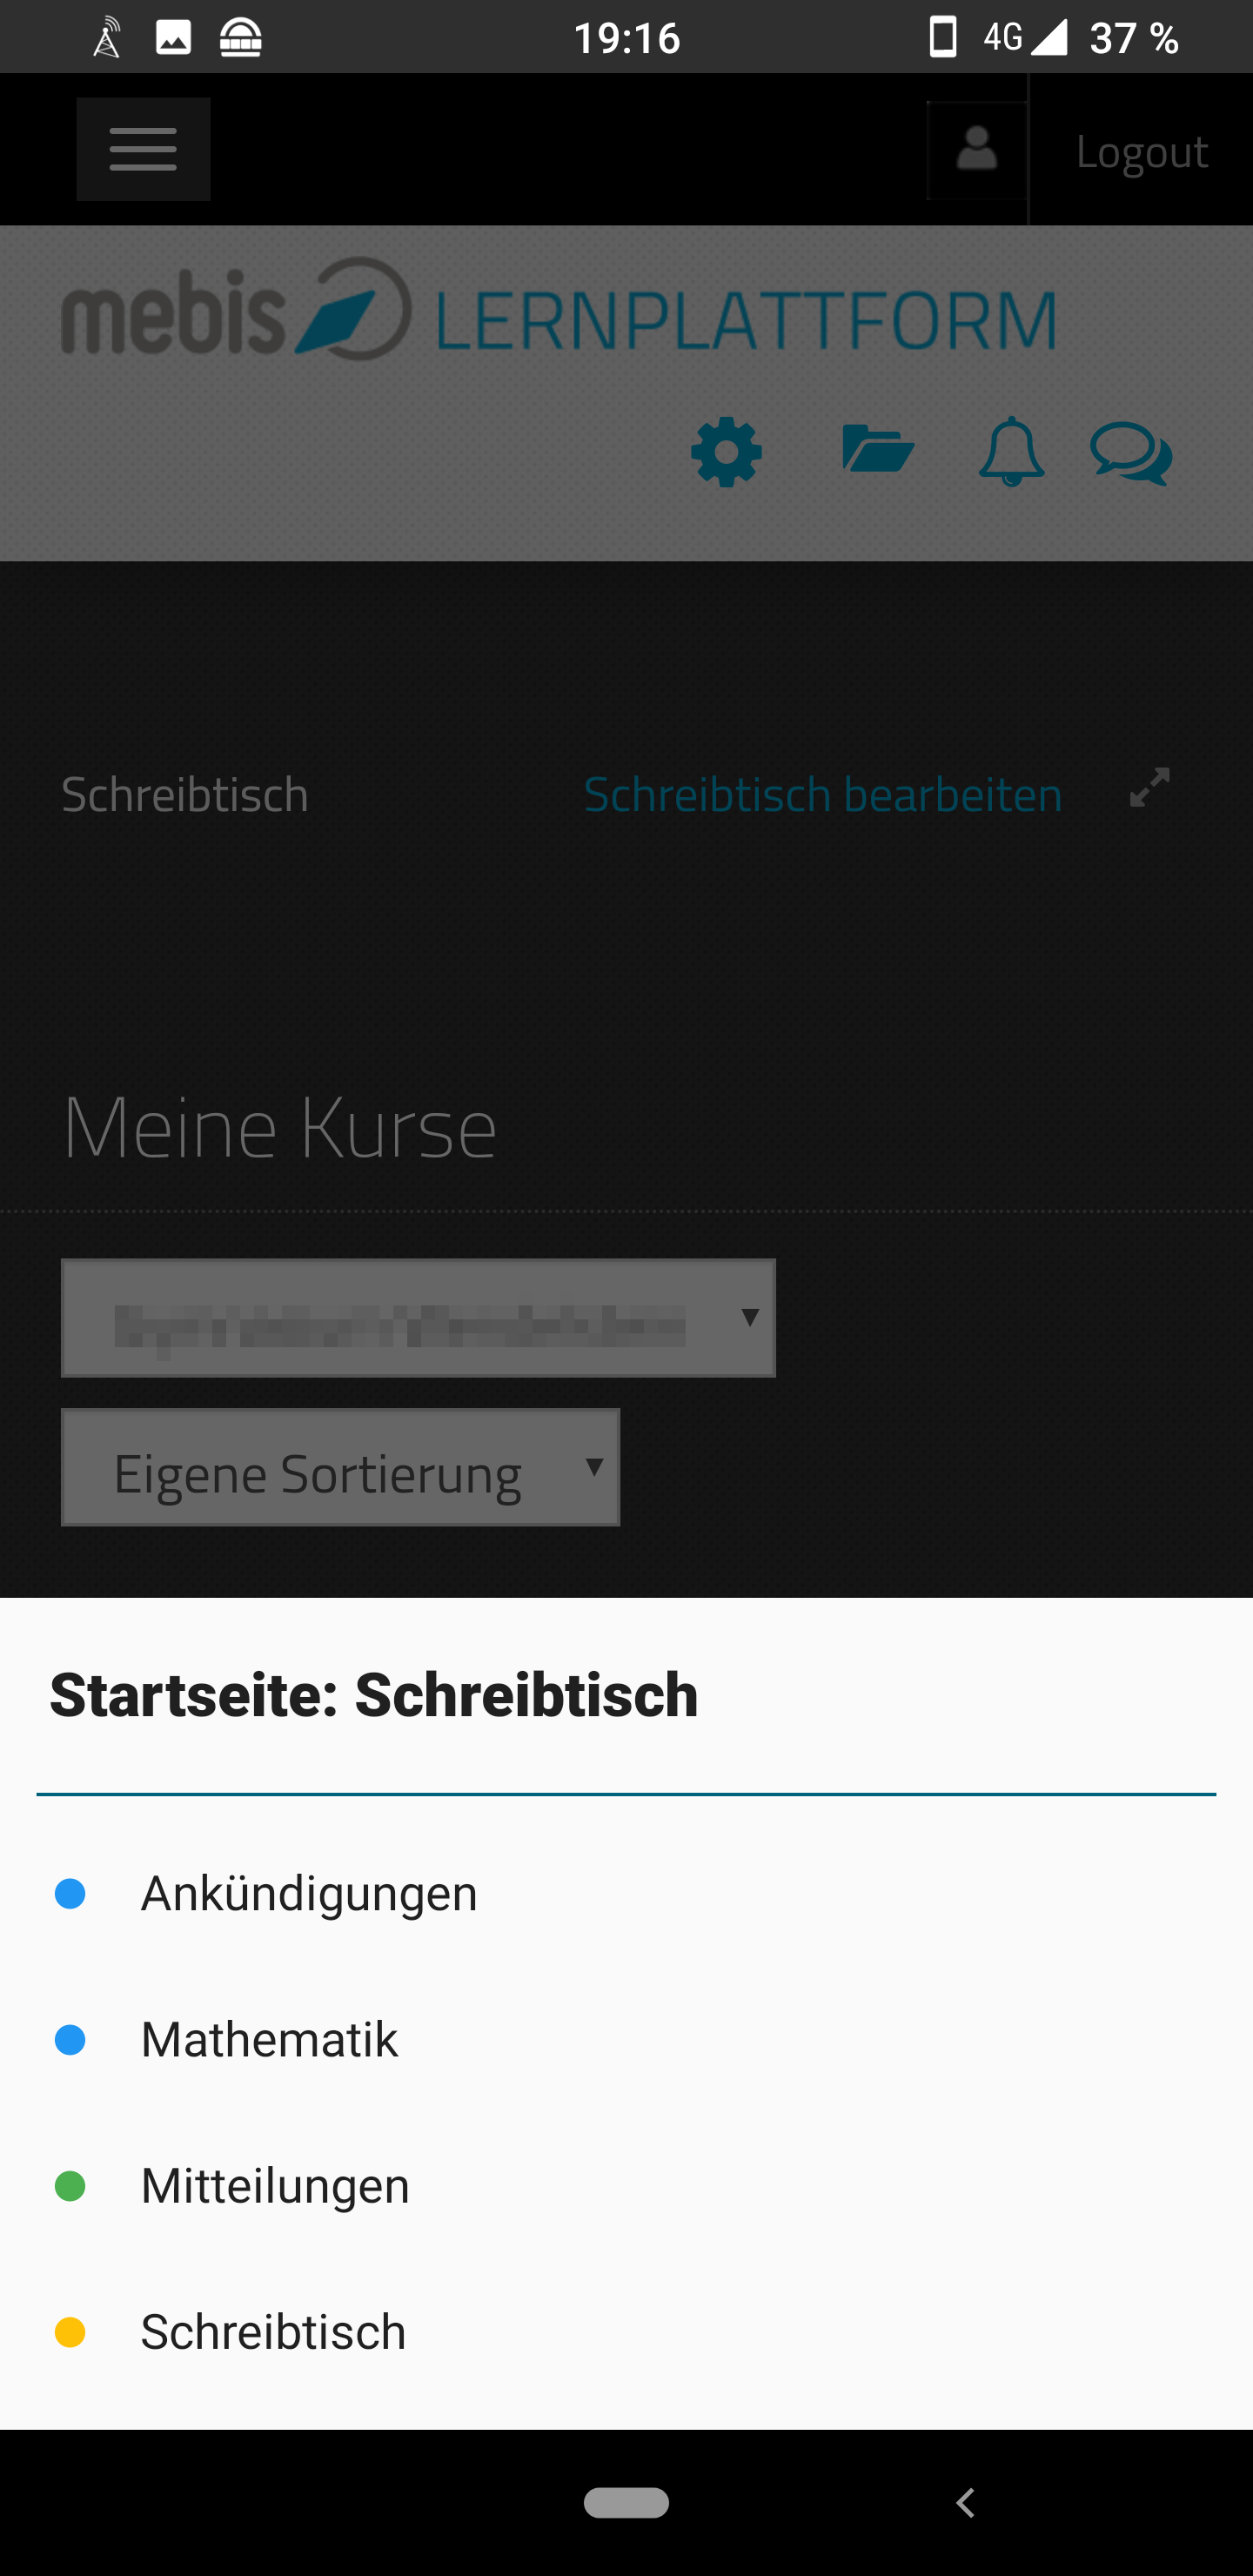 19:16
4G
37 %
Logout
mebis LERNPLATTFORM
Schreibtisch
Schreibtisch bearbeiten
Meine Kurse
Eigene Sortierung
Startseite: Schreibtisch
Ankündigungen
Mathematik
Mitteilungen
Schreibtisch